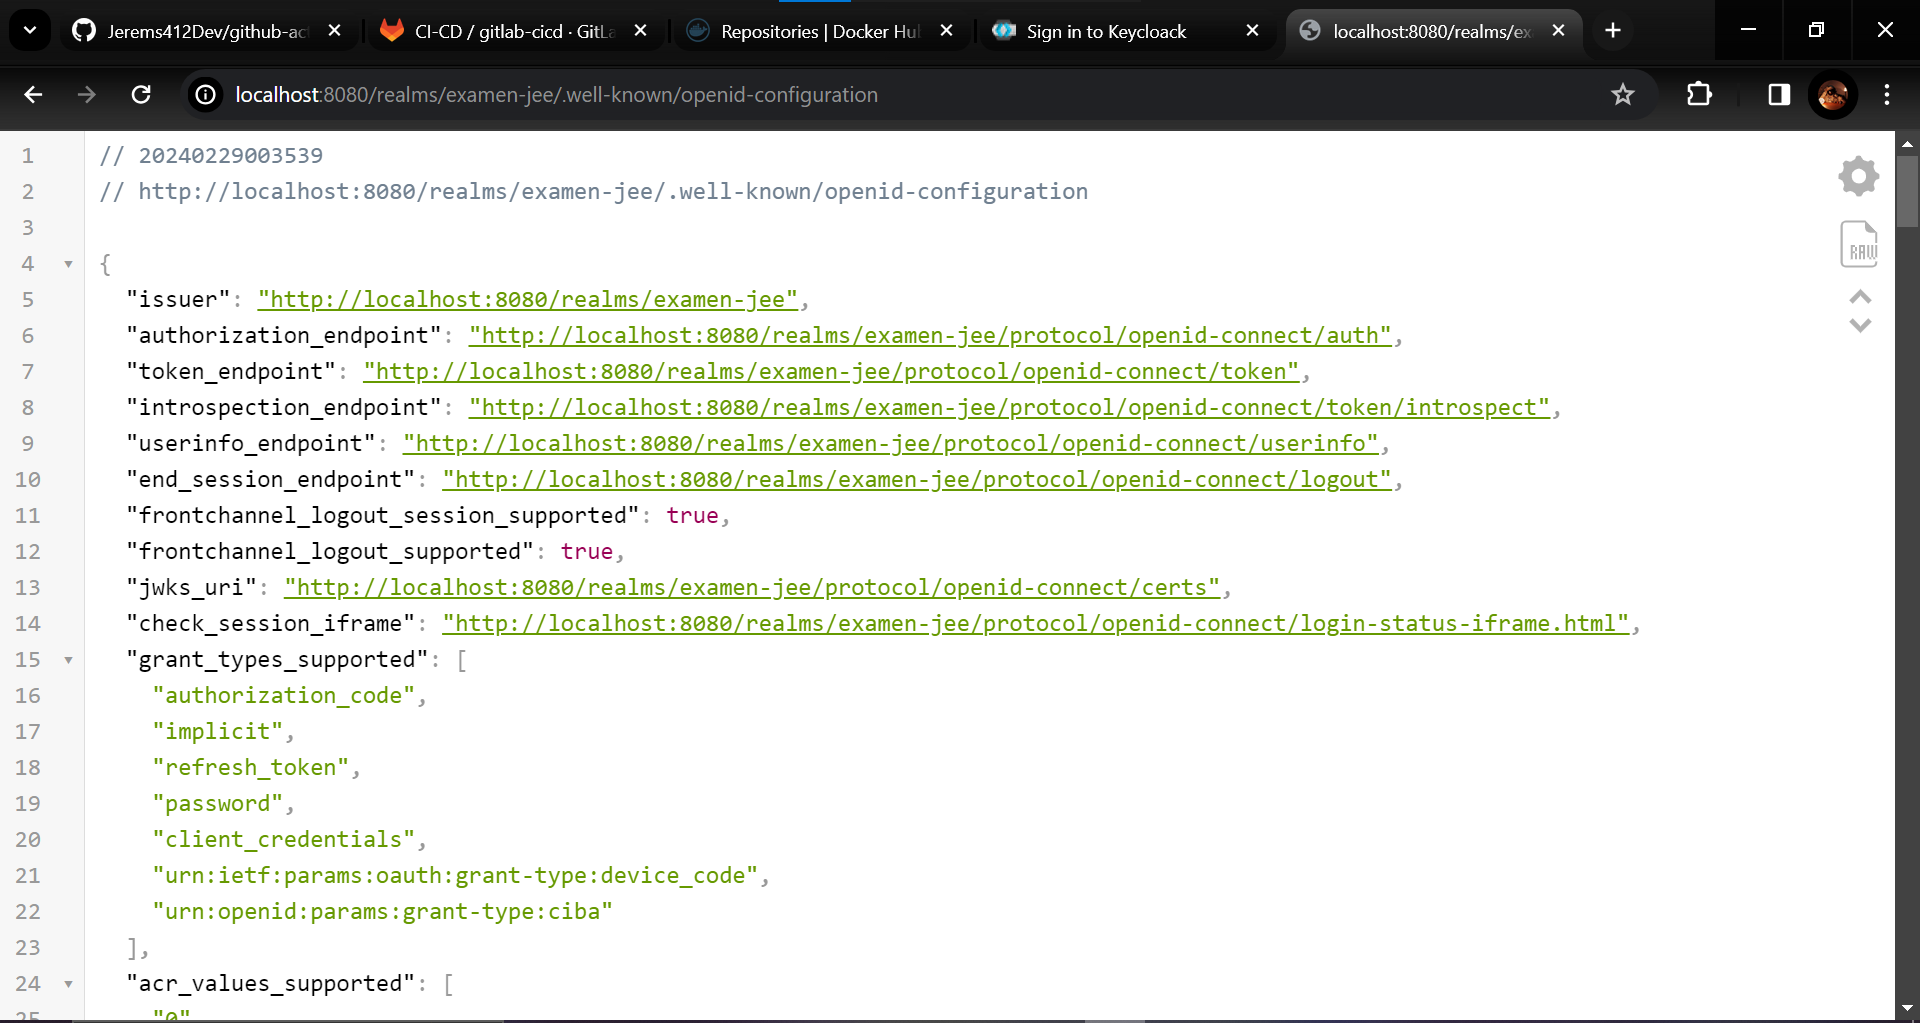 Jerems412Dev/github-ac
CI-CD / gitlab-cicd · GitLa
Repositories | Docker Hu
Sign in to Keycloack
localhost:8080/realms/ex
localhost:8080/realms/examen-jee/.well-known/openid-configuration
1 // 20240229003539
2 // http://localhost:8080/realms/examen-jee/.well-known/openid-configuration
3
4 {
5 "issuer": "http://localhost:8080/realms/examen-jee",
6 "authorization_endpoint": "http://localhost:8080/realms/examen-jee/protocol/openid-connect/auth",
7 "token_endpoint": "http://localhost:8080/realms/examen-jee/protocol/openid-connect/token",
8 "introspection_endpoint": "http://localhost:8080/realms/examen-jee/protocol/openid-connect/token/introspect",
9 "userinfo_endpoint": "http://localhost:8080/realms/examen-jee/protocol/openid-connect/userinfo",
10 "end_session_endpoint": "http://localhost:8080/realms/examen-jee/protocol/openid-connect/logout",
11 "frontchannel_logout_session_supported": true,
12 "frontchannel_logout_supported": true,
13 "jwks_uri": "http://localhost:8080/realms/examen-jee/protocol/openid-connect/certs",
14 "check_session_iframe": "http://localhost:8080/realms/examen-jee/protocol/openid-connect/login-status-iframe.html",
15 "grant_types_supported": [
16 "authorization_code",
17 "implicit",
18 "refresh_token",
19 "password",
20 "client_credentials",
21 "urn:ietf:params:oauth:grant-type:device_code",
22 "urn:openid:params:grant-type:ciba"
23 ],
24 "acr_values_supported": [
25 "0"
RAW